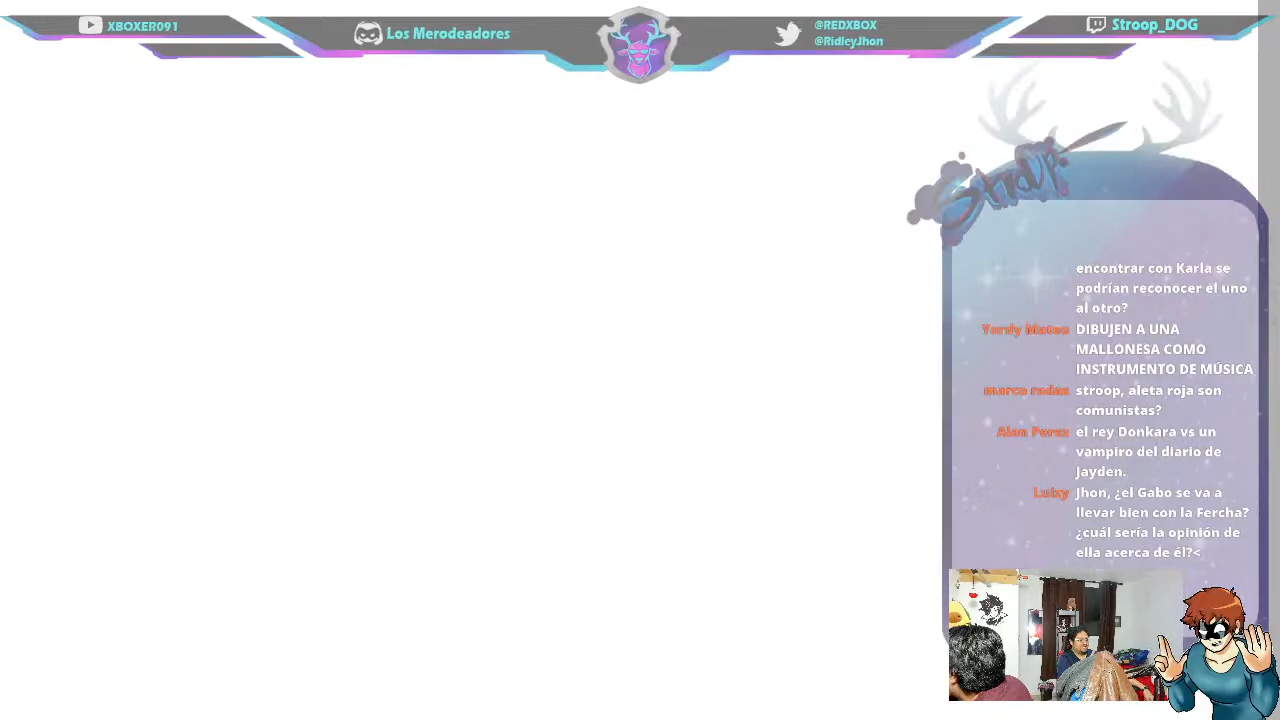 XBOXER091
Los Merodeadores
@REDXBOX
@RidleyJhon
Stroop_DOG
Stroop
encontrar con Karla se
podrían reconocer el uno
al otro?
Yordy Mateo DIBUJEN A UNA
MALLONESA COMO
INSTRUMENTO DE MÚSICA
marco rodas stroop, aleta roja son
comunistas?
Alan Perez el rey Donkara vs un
vampiro del diario de
Jayden.
Luixy Jhon, ¿el Gabo se va a
llevar bien con la Fercha?
¿cuál sería la opinión de
ella acerca de él?<